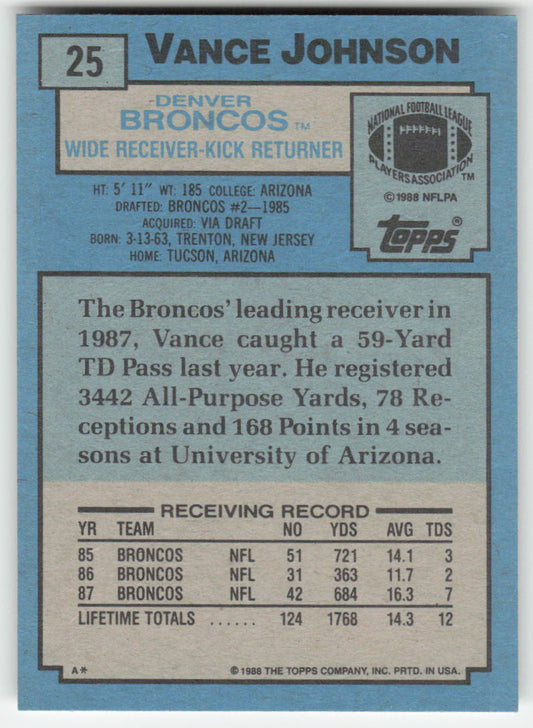 25
VANCE JOHNSON
DENVER
BRONCOS™
WIDE RECEIVER-KICK RETURNER
NATIONAL FOOTBALL LEAGUE
PLAYERS ASSOCIATION™
©1988 NFLPA
topps®
HT: 5' 11" WT: 185 COLLEGE: ARIZONA
DRAFTED: BRONCOS #2—1985
ACQUIRED: VIA DRAFT
BORN: 3-13-63, TRENTON, NEW JERSEY
HOME: TUCSON, ARIZONA
The Broncos' leading receiver in
1987, Vance caught a 59-Yard
TD Pass last year. He registered
3442 All-Purpose Yards, 78 Re-
ceptions and 168 Points in 4 sea-
sons at University of Arizona.
RECEIVING RECORD
YR TEAM NO YDS AVG TDS
85 BRONCOS NFL 51 721 14.1 3
86 BRONCOS NFL 31 363 11.7 2
87 BRONCOS NFL 42 684 16.3 7
LIFETIME TOTALS ...... 124 1768 14.3 12
A* ©1988 THE TOPPS COMPANY, INC. PRTD. IN USA.